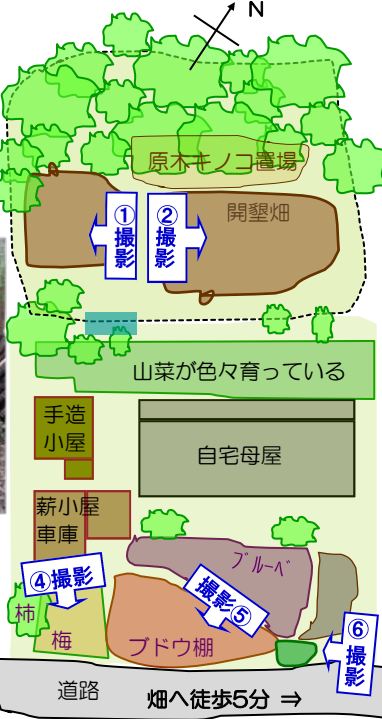 N
原木キノコ置場
①撮影
②撮影
開墾畑
山菜が色々育っている
手造
小屋
自宅母屋
薪小屋
車庫
ブルーベ
④撮影
撮影⑤
⑥撮影
柿
梅
ブドウ棚
道路
畑へ徒歩5分 ⇒